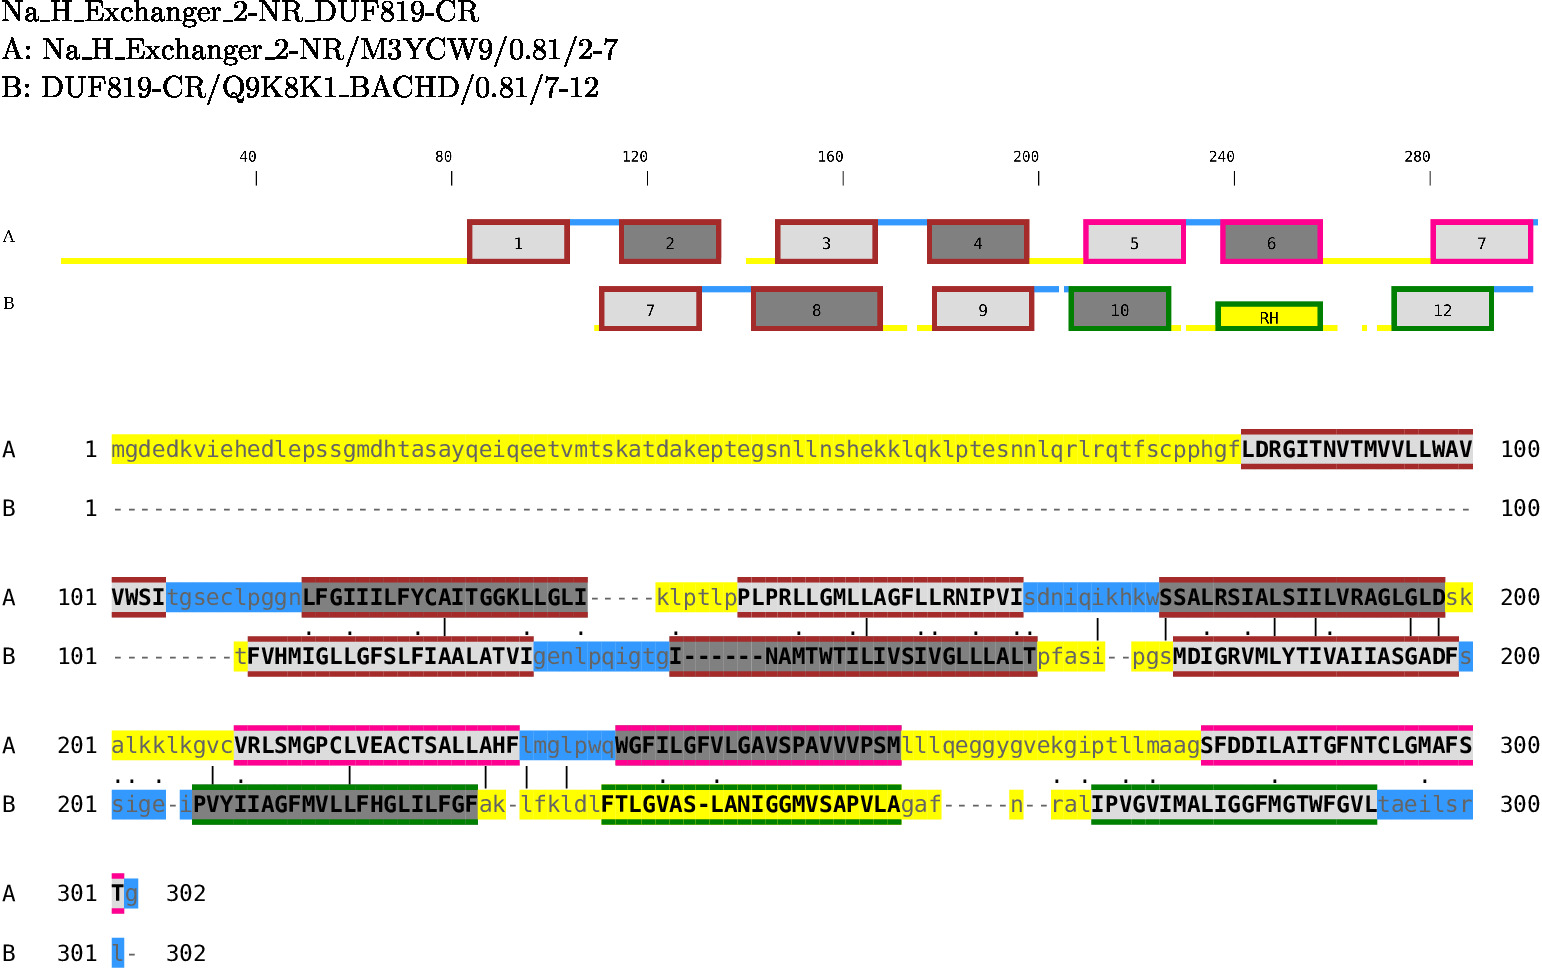 Na_H_Exchanger_2-NR_DUF819-CR
A: Na_H_Exchanger_2-NR/M3YCW9/0.81/2-7
B: DUF819-CR/Q9K8K1_BACHD/0.81/7-12
40 80 120 160 200 240 280
A 1 2 3 4 5 6 7
B 7 8 9 10 RH 12
A 1 mgdedkviehedlepssgmdhtasayqeiqeetvmtskatdakeptegsnllnshekklqklptesnnlqrlrqtfscpphgfLDRGITNVTMVVLLWAV 100
B 1 ---------------------------------------------------------------------------------------------------- 100
A 101 VWSItgseclpggnLFGIIILFYCAITGGKLLGLI-----klptlpPLPRLLGMLLAGFLLRNIPVIsdniqikhkwSSALRSIALSIILVRAGLGLDsk 200
B 101 ---------tFVHMIGLLGFSLFIAALATVIgenlpqigtgI------NAMTWTILIVSIVGLLLALTpfasi--pgsMDIGRVMLYTIVAIIASGADFs 200
A 201 alkklkgvcVRLSMGPCLVEACTSALLAHFlmglpwqWGFILGFVLGAVSPAVVVPSMlllqeggygvekgiptllmaagSFDDILAITGFNTCLGMAFS 300
B 201 sige-iPVYIIAGFMVLLFHGLILFGFak-lfkldlFTLGVAS-LANIGGMVSAPVLAgaf-----n--ralIPVGVIMALIGGFMGTWFGVLtaeilsr 300
A 301 Tg 302
B 301 l- 302